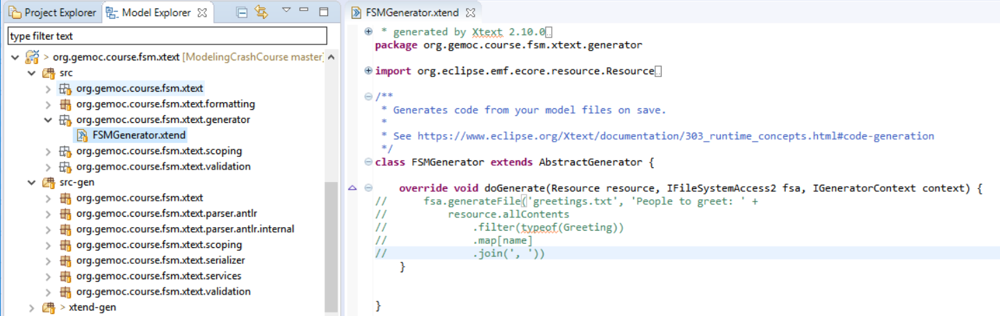 Project Explorer
Model Explorer
type filter text
> org.gemoc.course.fsm.xtext [ModelingCrashCourse master]
src
org.gemoc.course.fsm.xtext
org.gemoc.course.fsm.xtext.formatting
org.gemoc.course.fsm.xtext.generator
FSMGenerator.xtend
org.gemoc.course.fsm.xtext.scoping
org.gemoc.course.fsm.xtext.validation
src-gen
org.gemoc.course.fsm.xtext
org.gemoc.course.fsm.xtext.parser.antlr
org.gemoc.course.fsm.xtext.parser.antlr.internal
org.gemoc.course.fsm.xtext.scoping
org.gemoc.course.fsm.xtext.serializer
org.gemoc.course.fsm.xtext.services
org.gemoc.course.fsm.xtext.validation
> xtend-gen
FSMGenerator.xtend
* generated by Xtext 2.10.0..
package org.gemoc.course.fsm.xtext.generator
import org.eclipse.emf.ecore.resource.Resource..
/**
* Generates code from your model files on save.
*
* See https://www.eclipse.org/Xtext/documentation/303_runtime_concepts.html#code-generation
*/
class FSMGenerator extends AbstractGenerator {
override void doGenerate(Resource resource, IFileSystemAccess2 fsa, IGeneratorContext context) {
// fsa.generateFile('greetings.txt', 'People to greet: ' +
// resource.allContents
// .filter(typeof(Greeting))
// .map[name]
// .join(', '))
}
}